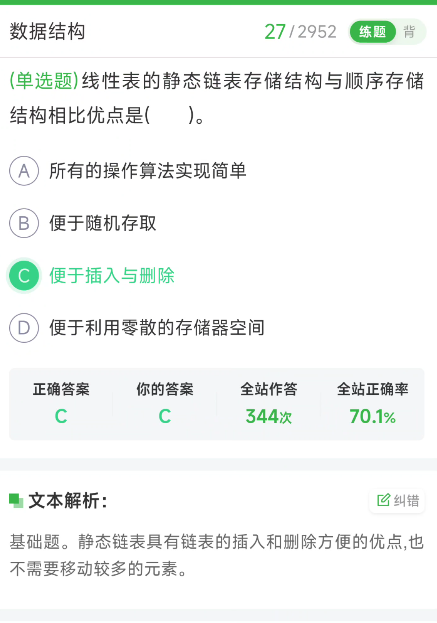 数据结构 27/2952 练题 背
(单选题)线性表的静态链表存储结构与顺序存储
结构相比优点是(  )。
A 所有的操作算法实现简单
B 便于随机存取
C 便于插入与删除
D 便于利用零散的存储器空间
正确答案 你的答案 全站作答 全站正确率
C C 344次 70.1%
文本解析: 纠错
基础题。静态链表具有链表的插入和删除方便的优点,也
不需要移动较多的元素。